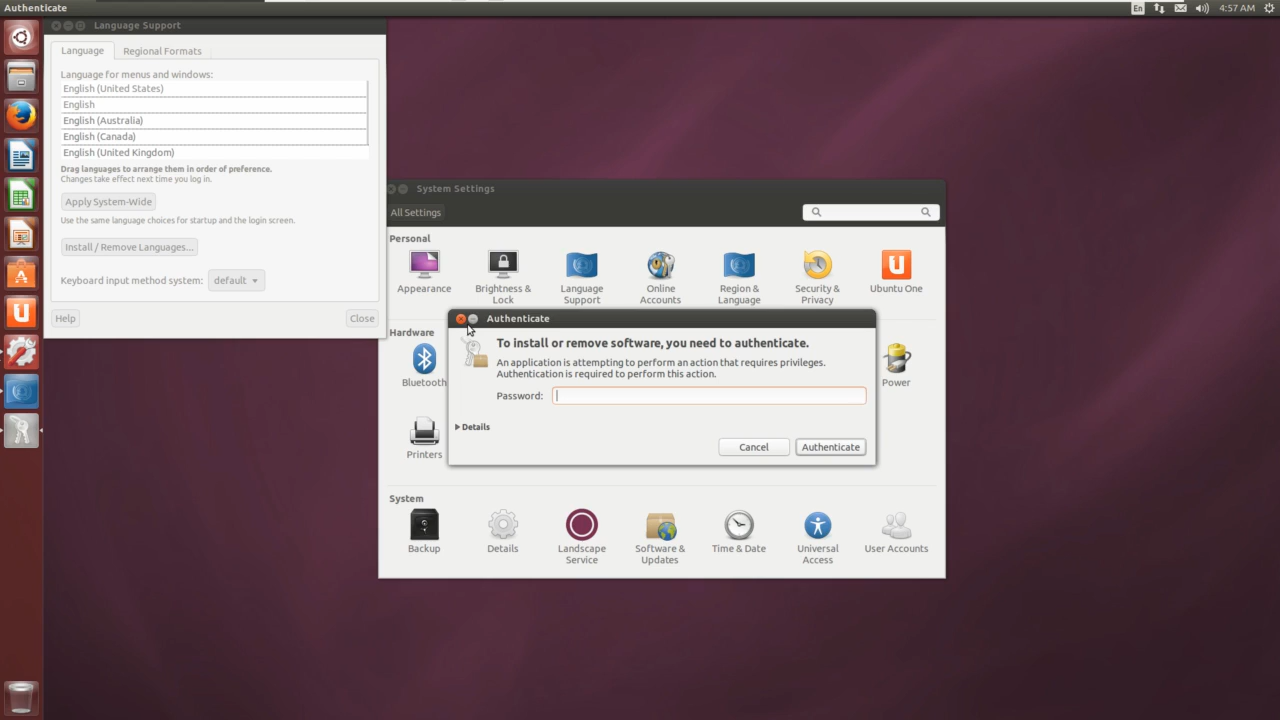 Authenticate
En
4:57 AM
Language Support
Language
Regional Formats
Language for menus and windows:
English (United States)
English
English (Australia)
English (Canada)
English (United Kingdom)
Drag languages to arrange them in order of preference.
Changes take effect next time you log in.
Apply System-Wide
Use the same language choices for startup and the login screen.
Install / Remove Languages...
Keyboard input method system:
default
Help
Close
System Settings
All Settings
Personal
Appearance
Brightness &
Lock
Language
Support
Online
Accounts
Region &
Language
Security &
Privacy
Ubuntu One
Hardware
Bluetooth
Power
Printers
Authenticate
To install or remove software, you need to authenticate.
An application is attempting to perform an action that requires privileges.
Authentication is required to perform this action.
Password:
Details
Cancel
Authenticate
System
Backup
Details
Landscape
Service
Software &
Updates
Time & Date
Universal
Access
User Accounts